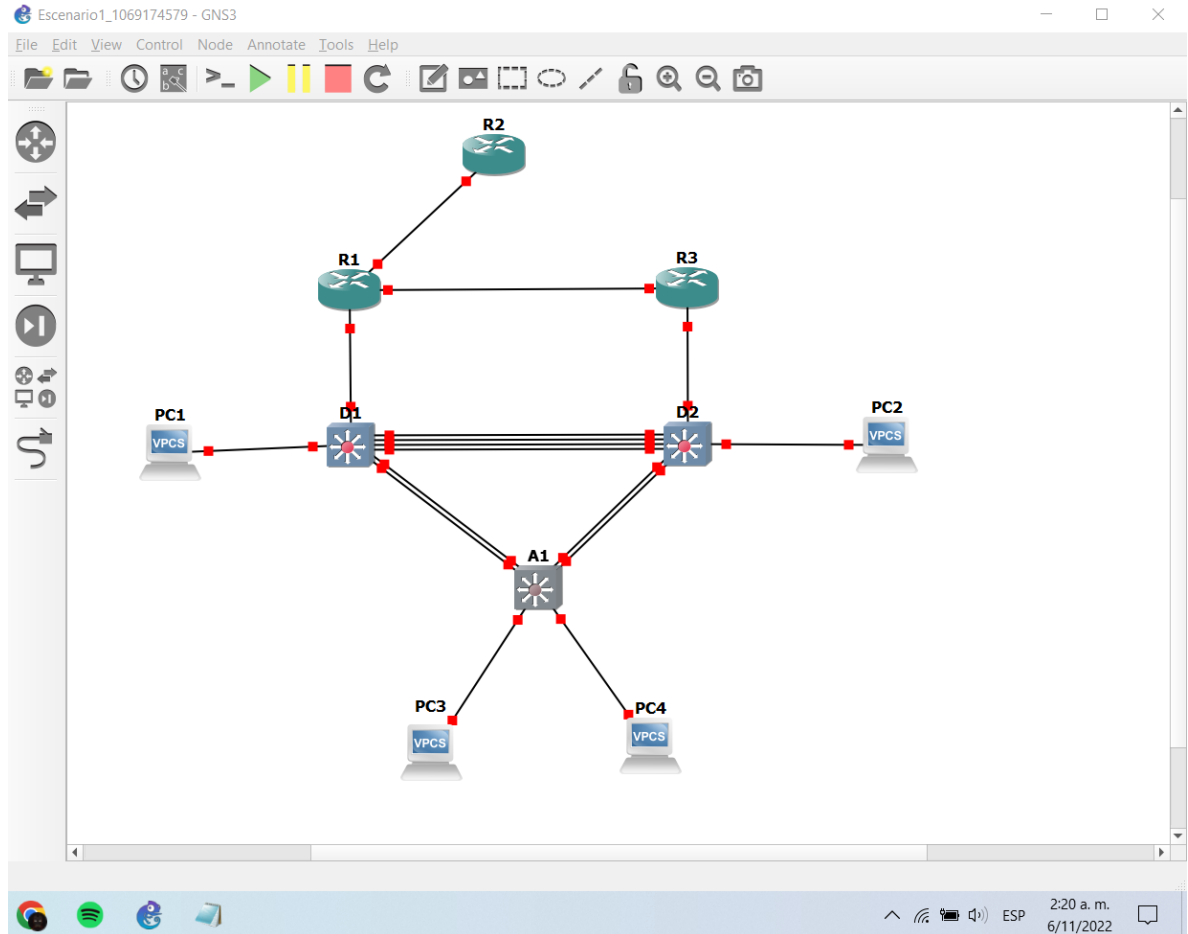 Escenario1_1069174579 - GNS3
File Edit View Control Node Annotate Tools Help
R2
R1
R3
PC1
D1
D2
PC2
VPCS
VPCS
A1
PC3
PC4
VPCS
VPCS
ESP
2:20 a. m.
6/11/2022